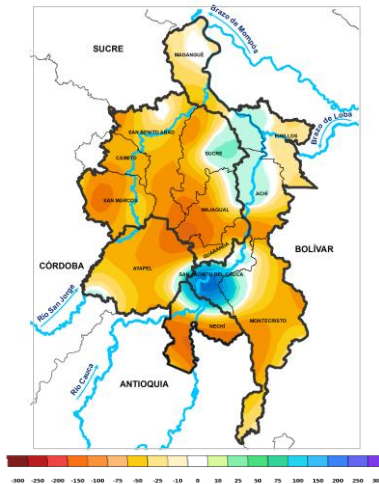 Brazo de Mompós
SUCRE
MAGANGUÉ
Brazo de Loba
SAN BENITO ABAD
PINILLOS
SUCRE
CAIMITO
ACHÍ
SAN MARCOS
MAJAGUAL
GUARANDA
BOLÍVAR
CÓRDOBA
AYAPEL
SAN JACINTO DEL CAUCA
Río San Jorge
NECHÍ
MONTECRISTO
Río Cauca
ANTIOQUIA
-300 -250 -200 -150 -100 -75 -50 -25 -10 0 10 25 50 75 100 150 200 250